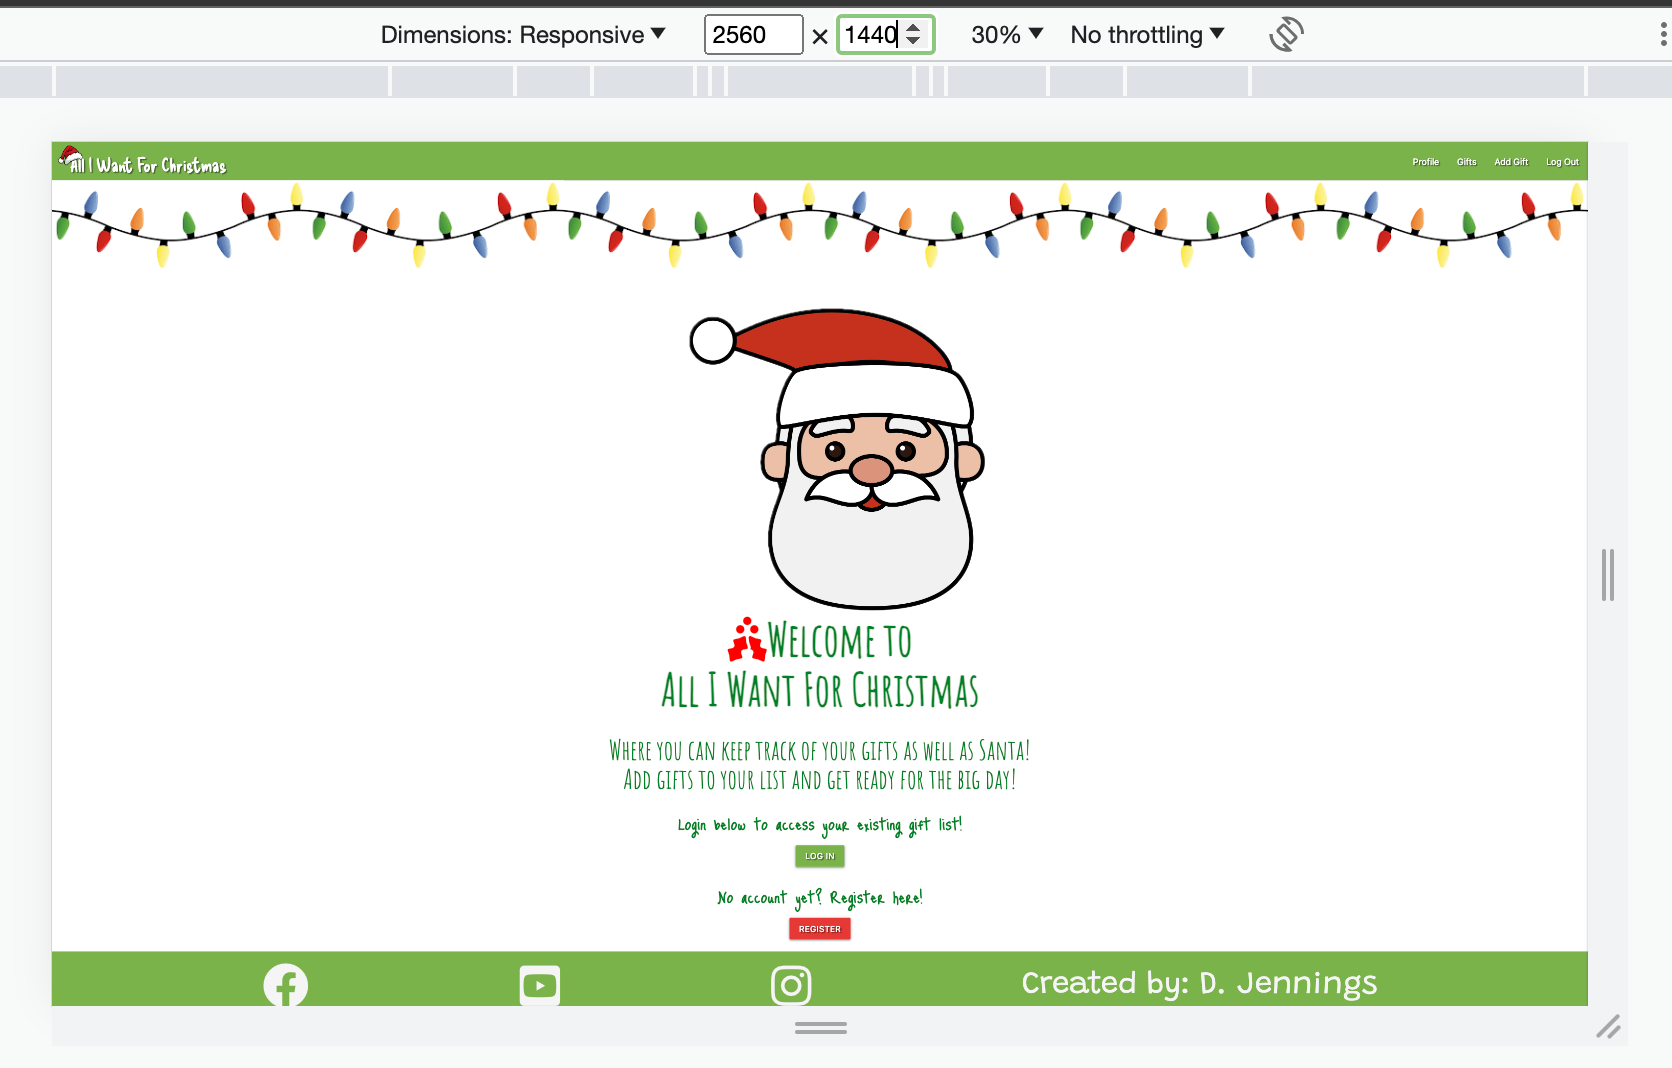 Dimensions: Responsive 2560 × 1440 30% No throttling
All I Want For Christmas Profile Gifts Add Gift Log Out
Welcome to
All I Want For Christmas
Where you can keep track of your gifts as well as Santa!
Add gifts to your list and get ready for the big day!
Login below to access your existing gift list!
LOG IN
No account yet? Register here!
REGISTER
Created by: D. Jennings